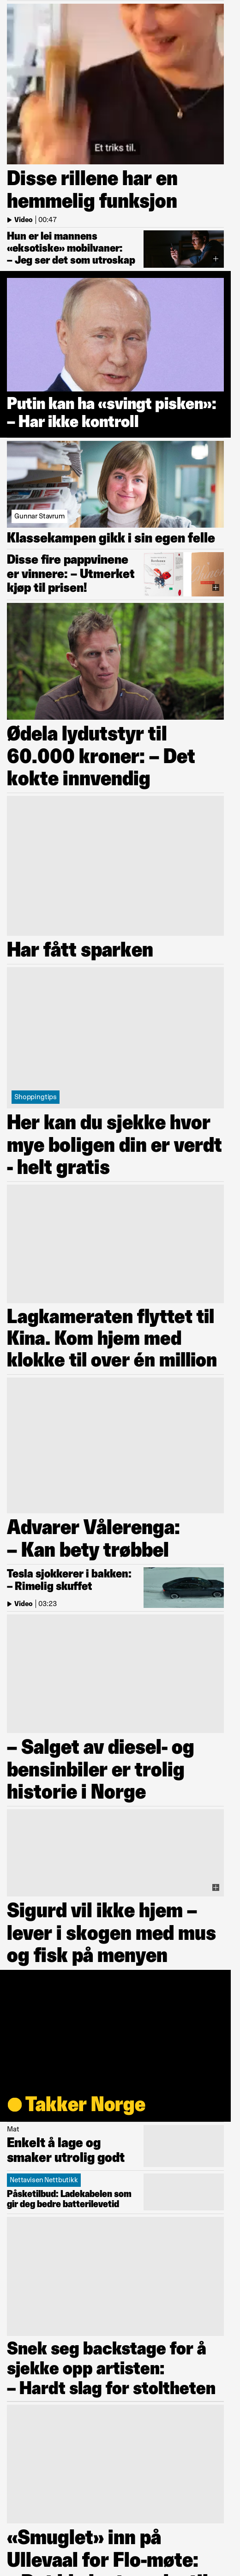 Et triks til.
Disse rillene har en
hemmelig funksjon
Video | 00:47
Hun er lei mannens
«eksotiske» mobilvaner:
– Jeg ser det som utroskap
Putin kan ha «svingt pisken»:
– Har ikke kontroll
Gunnar Stavrum
Klassekampen gikk i sin egen felle
Disse fire pappvinene
er vinnere: – Utmerket
kjøp til prisen!
Ødela lydutstyr til
60.000 kroner: – Det
kokte innvendig
Har fått sparken
Shoppingtips
Her kan du sjekke hvor
mye boligen din er verdt
- helt gratis
Lagkameraten flyttet til
Kina. Kom hjem med
klokke til over én million
Advarer Vålerenga:
– Kan bety trøbbel
Tesla sjokkerer i bakken:
– Rimelig skuffet
Video | 03:23
– Salget av diesel- og
bensinbiler er trolig
historie i Norge
Sigurd vil ikke hjem –
lever i skogen med mus
og fisk på menyen
Takker Norge
Mat
Enkelt å lage og
smaker utrolig godt
Nettavisen Nettbutikk
Påsketilbud: Ladekabelen som
gir deg bedre batterilevetid
Snek seg backstage for å
sjekke opp artisten:
– Hardt slag for stoltheten
«Smuglet» inn på
Ullevaal for Flo-møte: